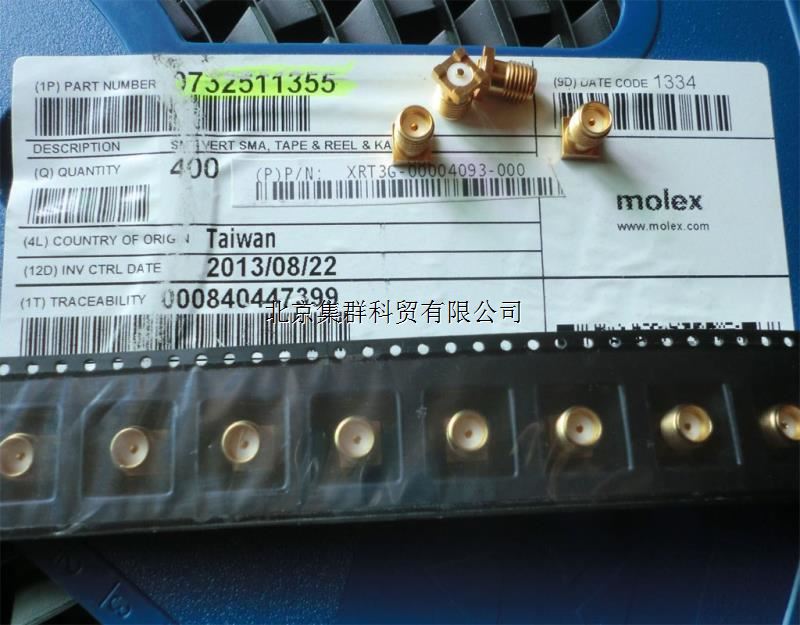 (1P) PART NUMBER 0732511355
(9D) DATE CODE 1334
DESCRIPTION VERT SMA, TAPE & REEL & KA
(Q) QUANTITY 400
(P)P/N: XRT3G-00004093-000
molex
www.molex.com
(4L) COUNTRY OF ORIGIN Taiwan
(12D) INV CTRL DATE 2013/08/22
(1T) TRACEABILITY 000840447399
北京集群科贸有限公司